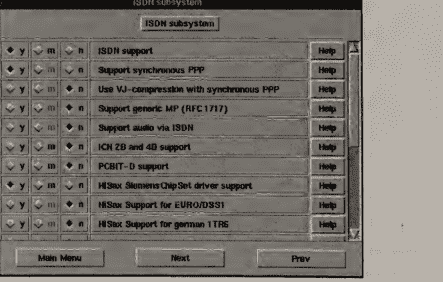 ISDN subsystem
ISDN subsystem
y m n ISDN support Help
y m n Support synchronous PPP Help
y m n Use VJ-compression with synchronous PPP Help
y m n Support generic MP (RFC 1717) Help
y m n Support audio via ISDN Help
y m n ICN 2B and 4B support Help
y m n PCBIT-D support Help
y m n HiSax SiemensChipSet driver support Help
y m n HiSax Support for EURO/DSS1 Help
y m n HiSax Support for german 1TR6 Help
Main Menu Next Prev